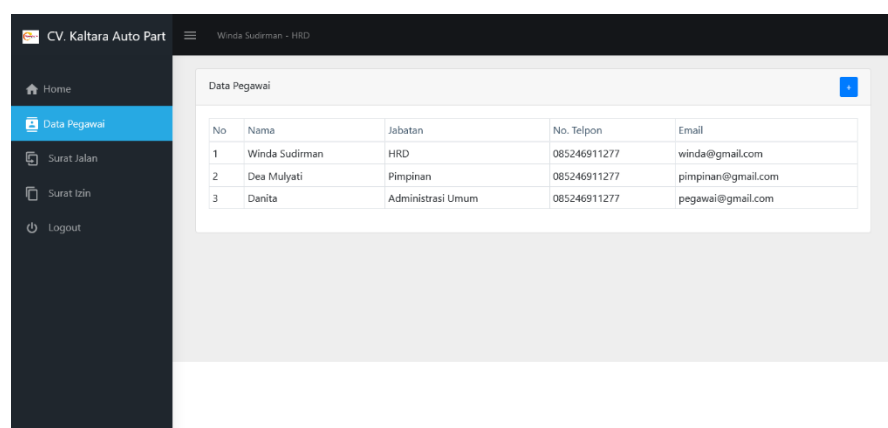 CV. Kaltara Auto Part
Winda Sudirman - HRD
Home
Data Pegawai
Surat Jalan
Surat Izin
Logout
Data Pegawai
+
No Nama Jabatan No. Telpon Email
1 Winda Sudirman HRD 085246911277 winda@gmail.com
2 Dea Mulyati Pimpinan 085246911277 pimpinan@gmail.com
3 Danita Administrasi Umum 085246911277 pegawai@gmail.com